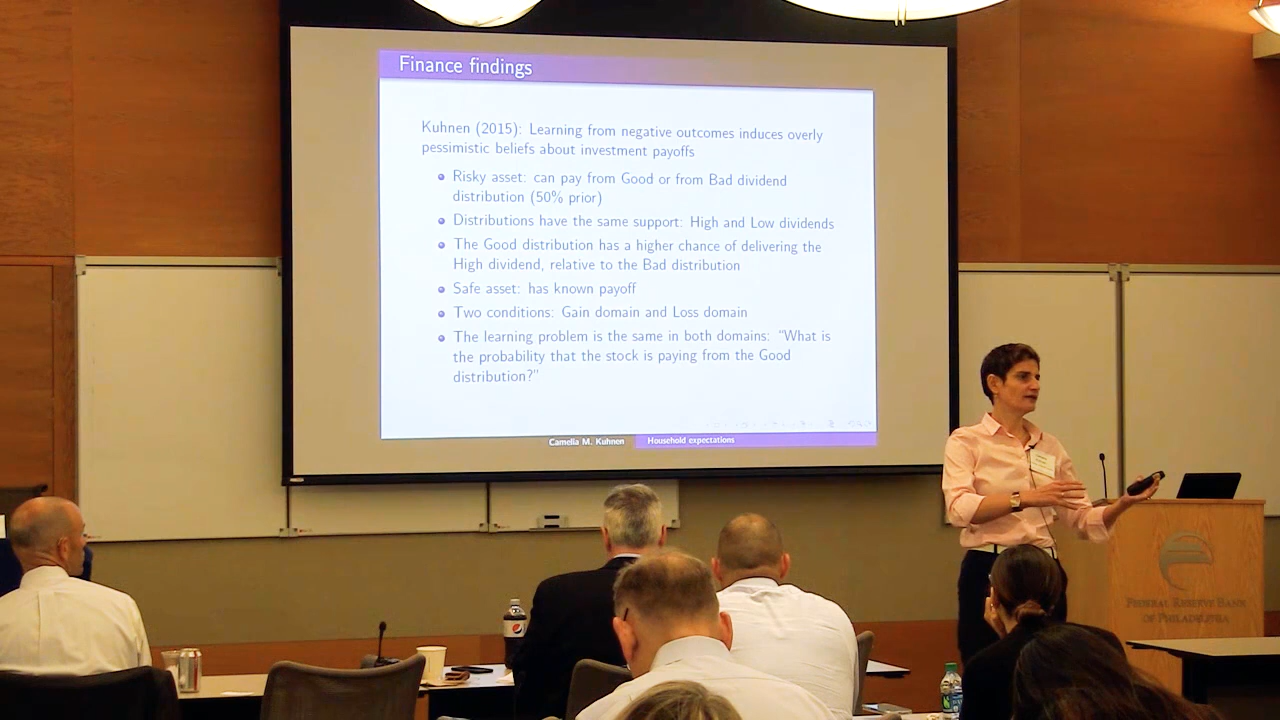 Finance findings
Kuhnen (2015): Learning from negative outcomes induces overly
pessimistic beliefs about investment payoffs
Risky asset: can pay from Good or from Bad dividend
distribution (50% prior)
Distributions have the same support: High and Low dividends
The Good distribution has a higher chance of delivering the
High dividend, relative to the Bad distribution
Safe asset: has known payoff
Two conditions: Gain domain and Loss domain
The learning problem is the same in both domains: “What is
the probability that the stock is paying from the Good
distribution?”
Camelia M. Kuhnen
Household expectations
FEDERAL RESERVE BANK
OF PHILADELPHIA